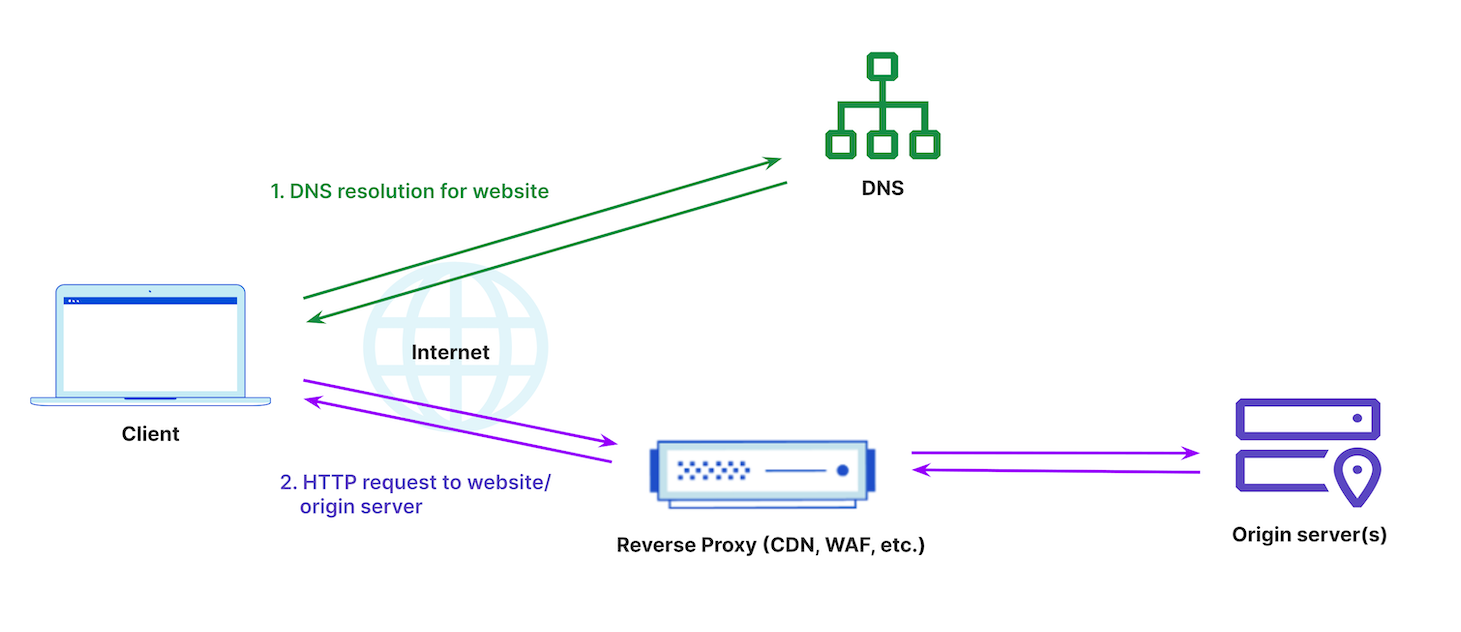 DNS
1. DNS resolution for website
Internet
Client
2. HTTP request to website/
origin server
Reverse Proxy (CDN, WAF, etc.)
Origin server(s)